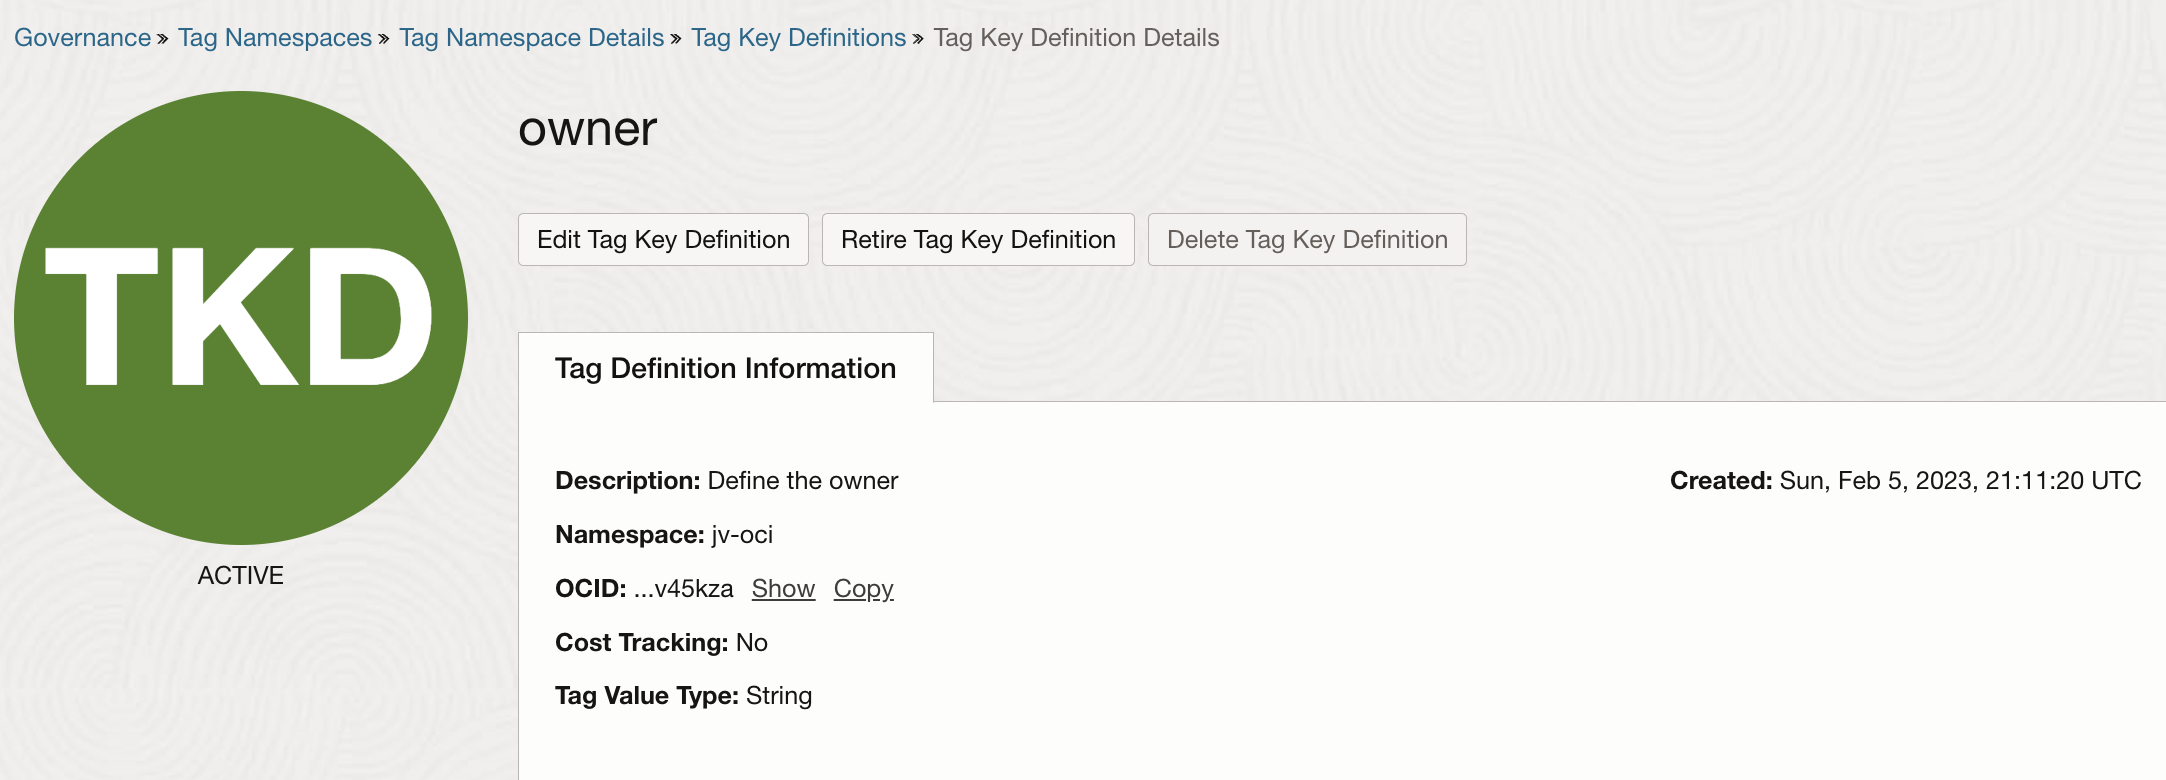 Governance » Tag Namespaces » Tag Namespace Details » Tag Key Definitions » Tag Key Definition Details
TKD
ACTIVE
owner
Edit Tag Key Definition Retire Tag Key Definition Delete Tag Key Definition
Tag Definition Information
Description: Define the owner
Created: Sun, Feb 5, 2023, 21:11:20 UTC
Namespace: jv-oci
OCID: ...v45kza Show Copy
Cost Tracking: No
Tag Value Type: String